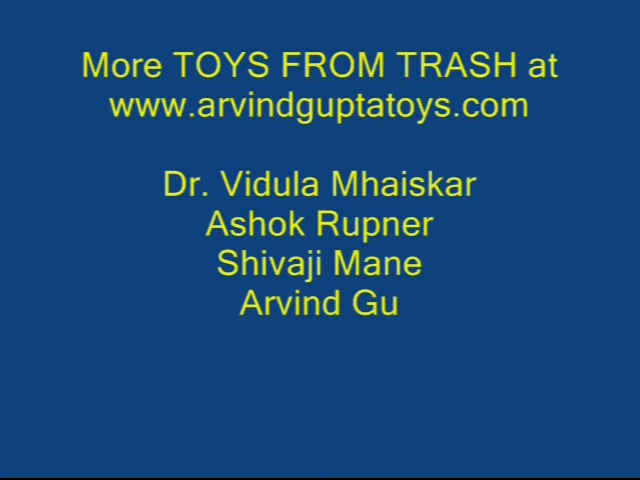 More TOYS FROM TRASH at
www.arvindguptatoys.com
Dr. Vidula Mhaiskar
Ashok Rupner
Shivaji Mane
Arvind Gu